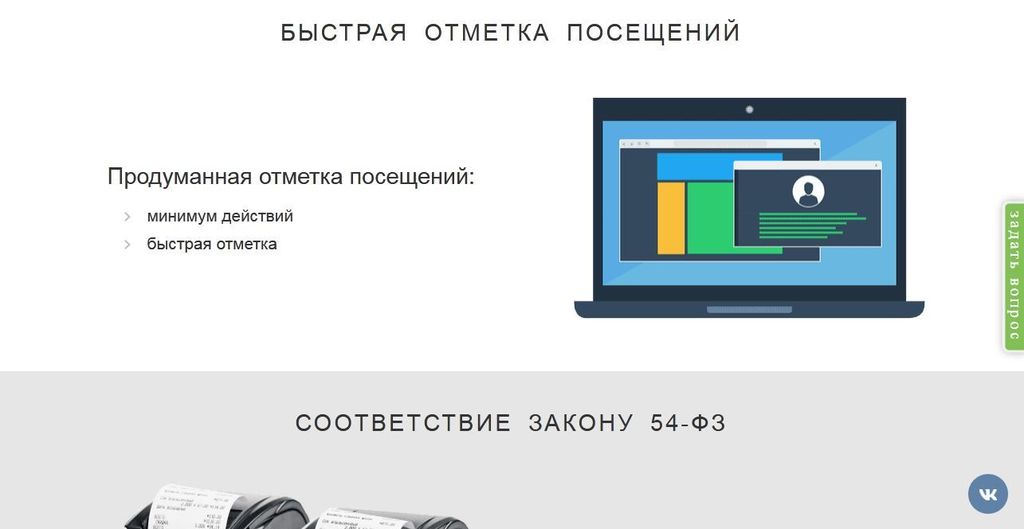 БЫСТРАЯ ОТМЕТКА ПОСЕЩЕНИЙ
Продуманная отметка посещений:
минимум действий
быстрая отметка
задать вопрос
СООТВЕТСТВИЕ ЗАКОНУ 54-ФЗ